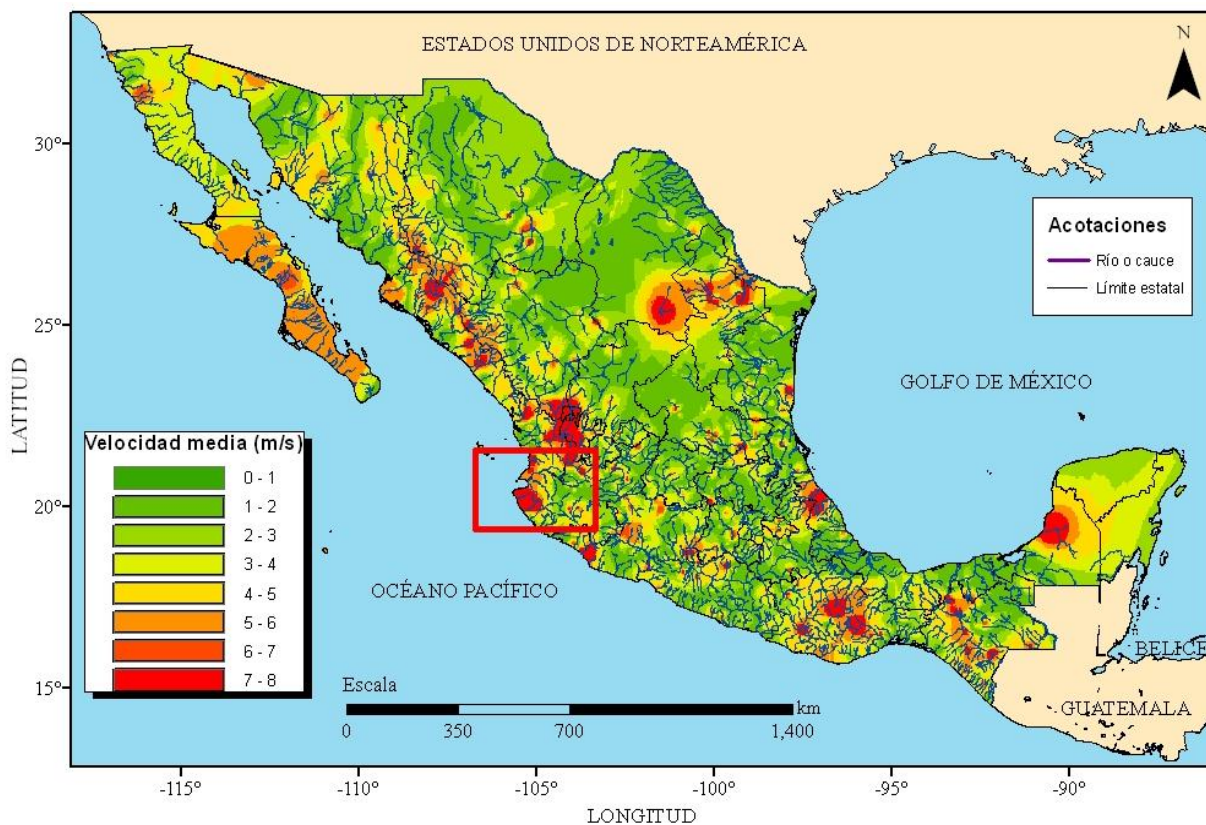 ESTADOS UNIDOS DE NORTEAMÉRICA
N
30°
25°
20°
15°
LATITUD
Acotaciones
Río o cauce
Límite estatal
GOLFO DE MÉXICO
Velocidad media (m/s)
0 - 1
1 - 2
2 - 3
3 - 4
4 - 5
5 - 6
6 - 7
7 - 8
OCÉANO PACÍFICO
BELICE
GUATEMALA
Escala
km
0 350 700 1,400
-115° -110° -105° -100° -95° -90°
LONGITUD